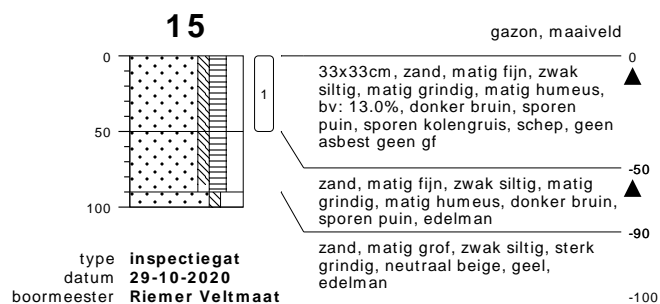 15
gazon, maaiveld
0
50
100
1
0
33x33cm, zand, matig fijn, zwak
siltig, matig grindig, matig humeus,
bv: 13.0%, donker bruin, sporen
puin, sporen kolengruis, schep, geen
asbest geen gf
-50
zand, matig fijn, zwak siltig, matig
grindig, matig humeus, donker bruin,
sporen puin, edelman
-90
zand, matig grof, zwak siltig, sterk
grindig, neutraal beige, geel,
edelman
-100
type inspectiegat
datum 29-10-2020
boormeester Riemer Veltmaat